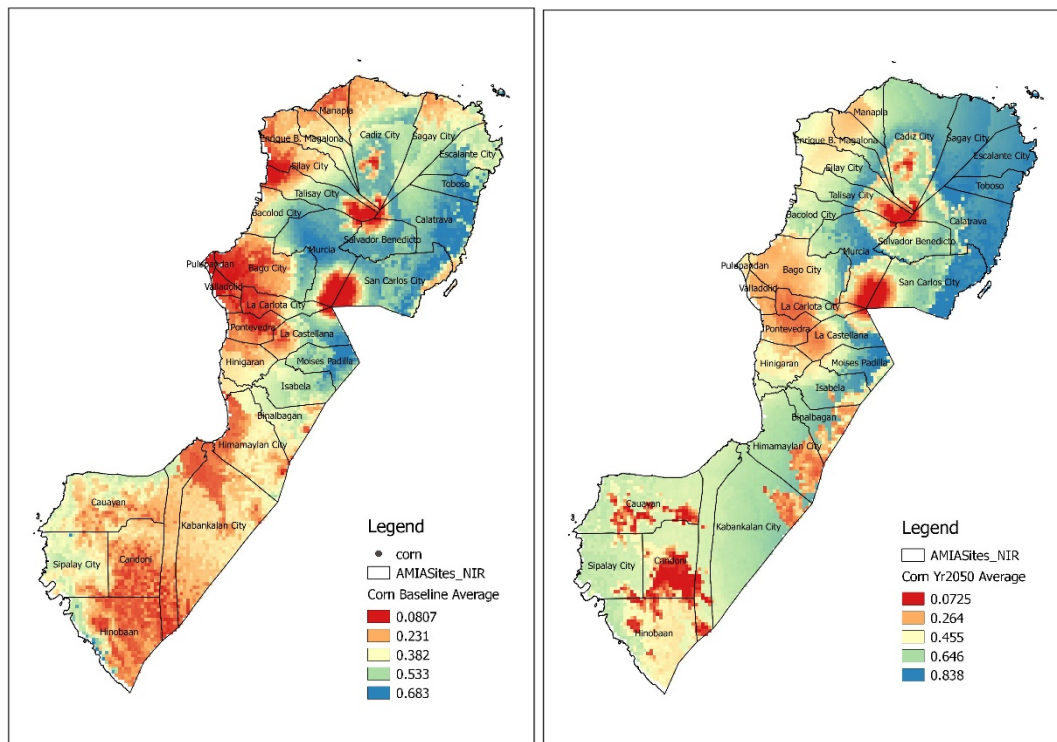 Manapla
Enrique B. Magalona
Cadiz City
Sagay City
Silay City
Escalante City
Talisay City
Toboso
Bacolod City
Calatrava
Murcia
Salvador Benedicto
Pulupandan
Bago City
San Carlos City
Valladolid
La Carlota City
Pontevedra
La Castellana
Hinigaran
Moises Padilla
Isabela
Binalbagan
Himamaylan City
Cauayan
Kabankalan City
Sipalay City
Candoni
Hinobaan
Legend
corn
AMIASites_NIR
Corn Baseline Average
0.0807
0.231
0.382
0.533
0.683
Manapla
Enrique B. Magalona
Cadiz City
Sagay City
Silay City
Escalante City
Talisay City
Toboso
Bacolod City
Calatrava
Murcia
Salvador Benedicto
Pulupandan
Bago City
San Carlos City
Valladolid
La Carlota City
Pontevedra
La Castellana
Hinigaran
Moises Padilla
Isabela
Binalbagan
Himamaylan City
Cauayan
Kabankalan City
Sipalay City
Candoni
Hinobaan
Legend
AMIASites_NIR
Corn Yr2050 Average
0.0725
0.264
0.455
0.646
0.838